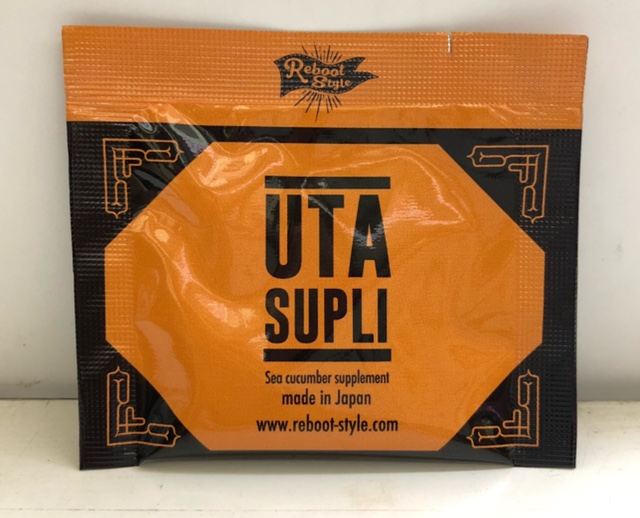 Reboot
Style
UTA
SUPLI
Sea cucumber supplement
made in Japan
www.reboot-style.com